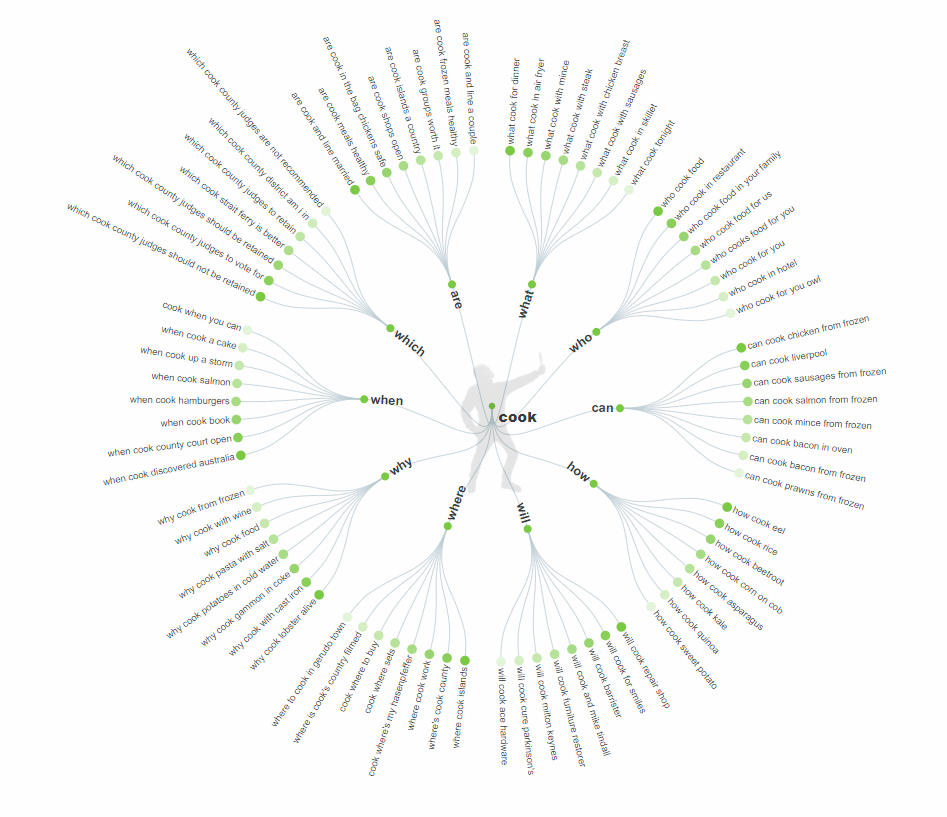 cook
are
are cook and line married
are cook meals healthy
are cook in the bag chickens safe
are cook shops open
are cook islands a country
are cook groups worth it
are cook frozen meals healthy
are cook and line a couple
what
what cook for dinner
what cook in air fryer
what cook with mince
what cook with steak
what cook with chicken breast
what cook with sausages
what cook in skillet
what cook tonight
who
who cook food
who cook in restaurant
who cook food in your family
who cook food for us
who cooks food for you
who cook for you
who cook in hotel
who cook for you owl
can
can cook chicken from frozen
can cook liverpool
can cook sausages from frozen
can cook salmon from frozen
can cook mince from frozen
can cook bacon in oven
can cook bacon from frozen
can cook prawns from frozen
how
how cook eel
how cook rice
how cook beetroot
how cook corn on cob
how cook asparagus
how cook kale
how cook quinoa
how cook sweet potato
will
will cook repair shop
will cook for smiles
will cook barrister
will cook and mike tindall
will cook furniture restorer
will cook milton keynes
will cook cure parkinson's
will cook ace hardware
where
where cook islands
where's cook county
where cook work
cook where's my hasenpfeffer
cook where sets
cook where to buy
where is cook's country filmed
where to cook in gerudo town
why
why cook lobster alive
why cook with cast iron
why cook gammon in coke
why cook potatoes in cold water
why cook pasta with salt
why cook food
why cook with wine
why cook from frozen
when
when cook discovered australia
when cook county court open
when cook book
when cook hamburgers
when cook salmon
when cook up a storm
when cook a cake
cook when you can
which
which cook county judges should not be retained
which cook county judges to vote for
which cook county judges should be retained
which cook strait ferry is better
which cook county judges to retain
which cook county district am i in
which cook county judges are not recommended